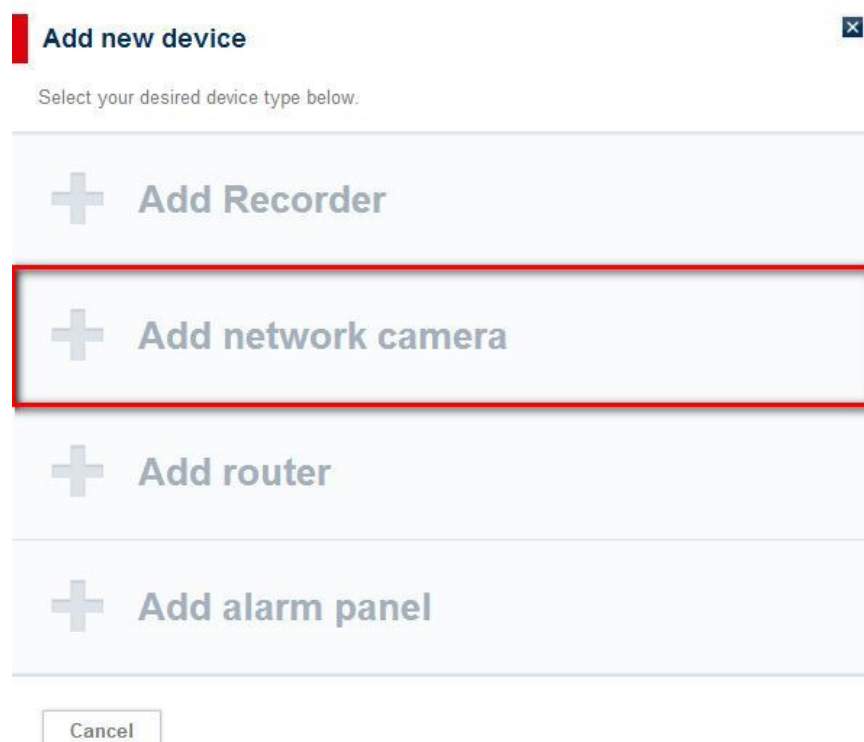 Add new device
Select your desired device type below.
Add Recorder
Add network camera
Add router
Add alarm panel
Cancel